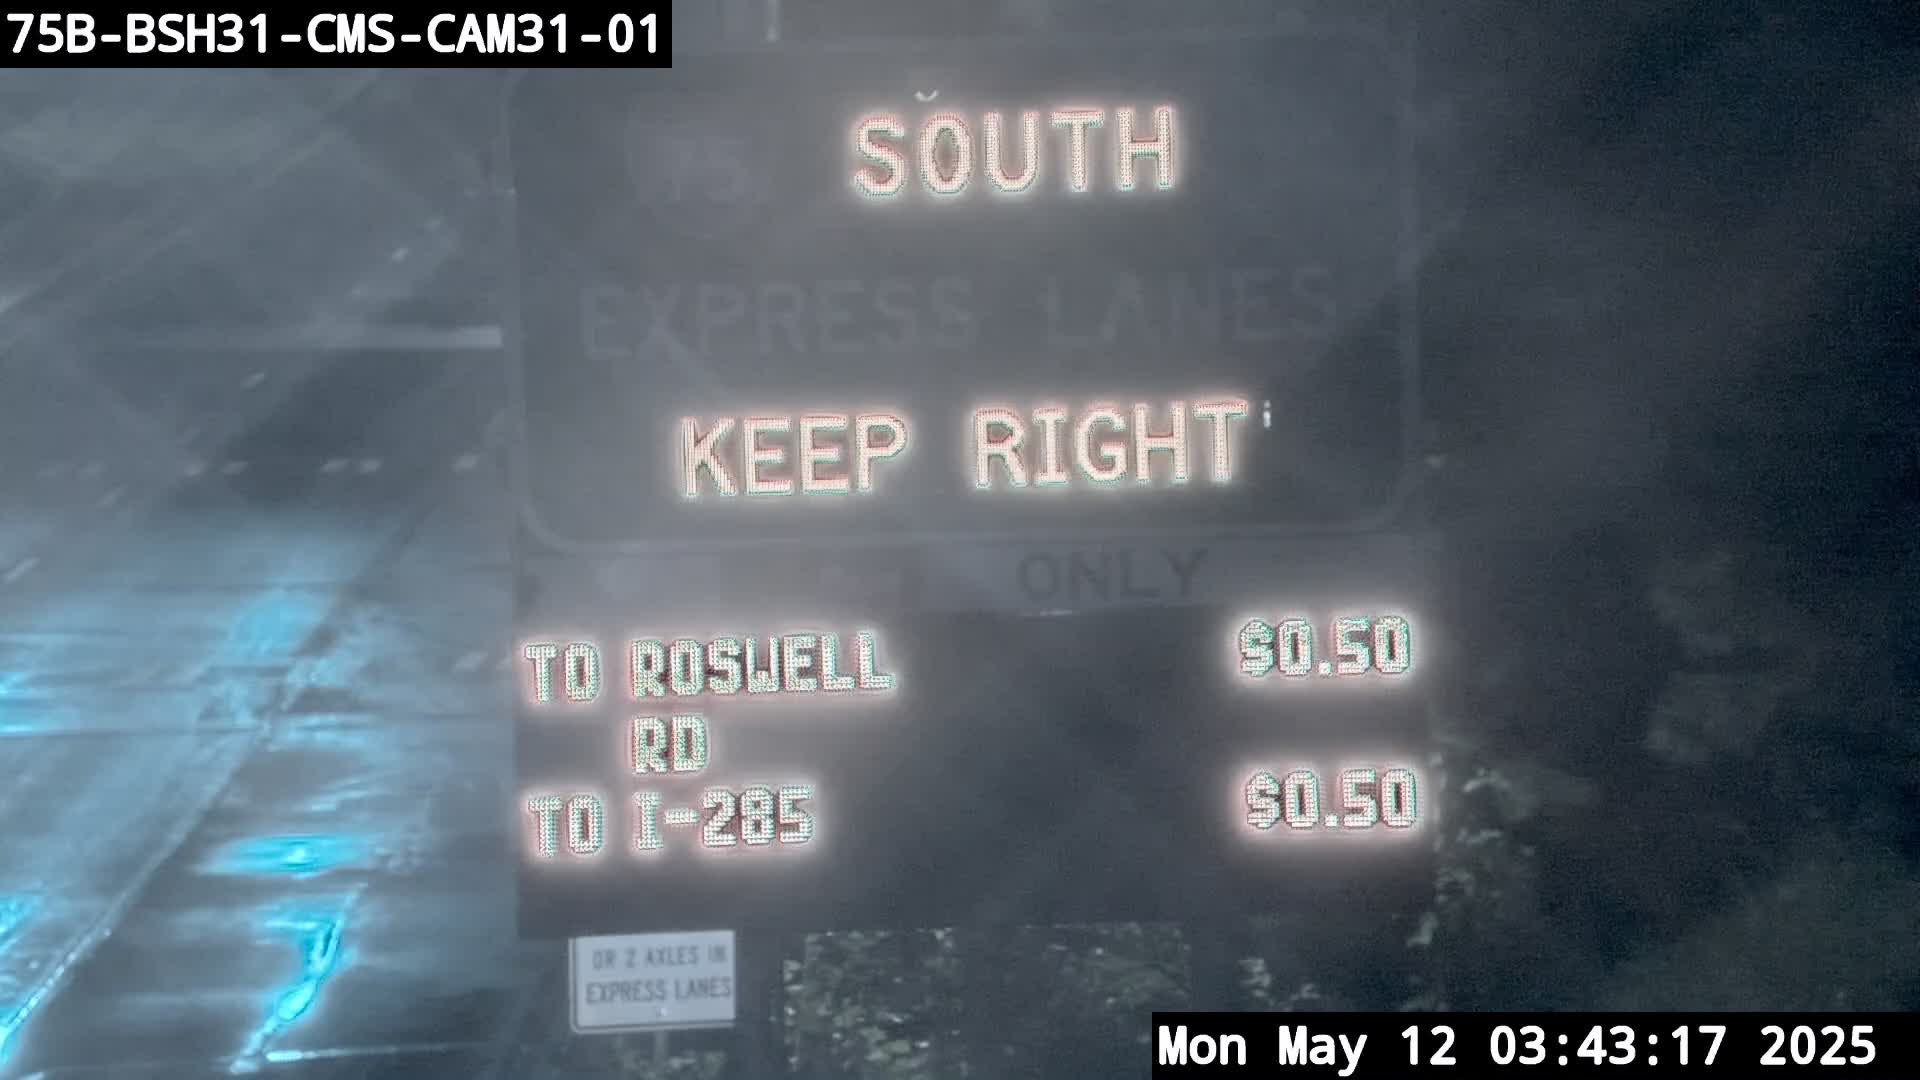 75B-BSH31-CMS-CAM31-01
75 SOUTH
EXPRESS LANES
KEEP RIGHT
ONLY
TO ROSWELL $0.50
RD
TO I-285 $0.50
OR 2 AXLES IN
EXPRESS LANES
Mon May 12 03:43:17 2025